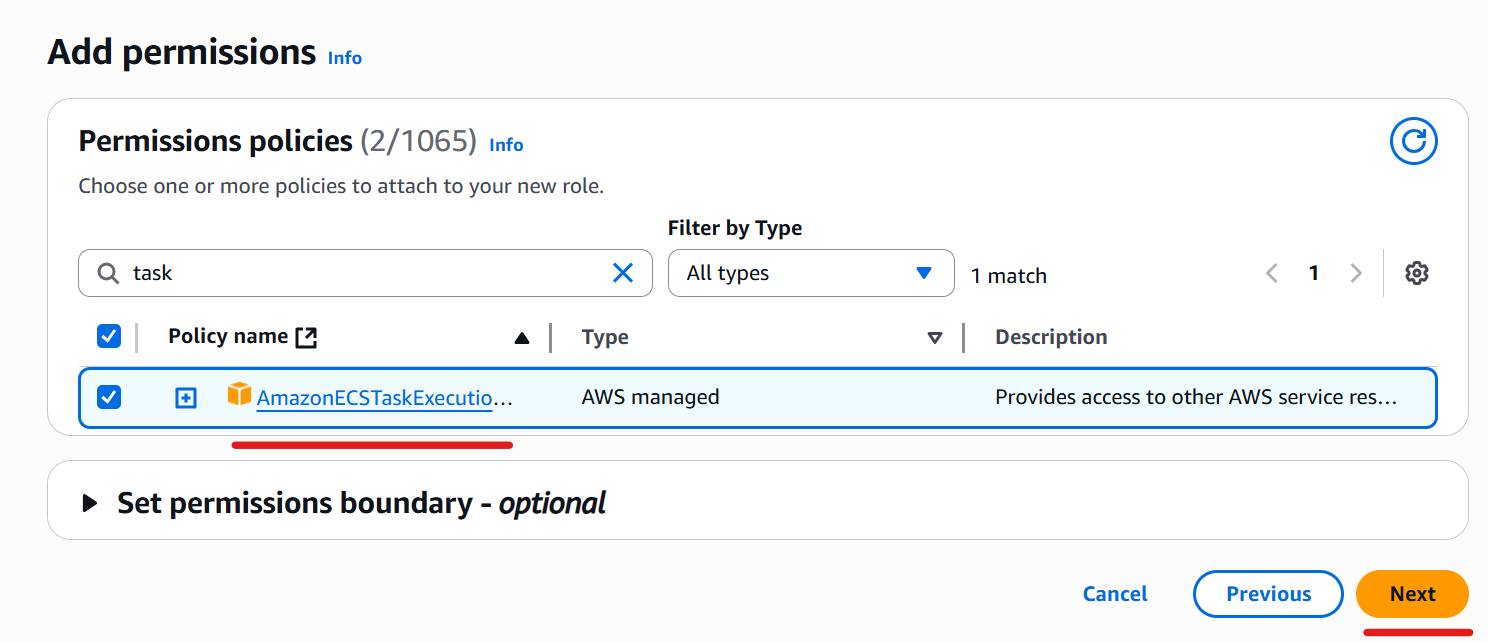 Add permissions Info
Permissions policies (2/1065) Info
Choose one or more policies to attach to your new role.
Filter by Type
task
All types
1 match
1
Policy name
Type
Description
AmazonECSTaskExecutio...
AWS managed
Provides access to other AWS service res...
Set permissions boundary - optional
Cancel
Previous
Next